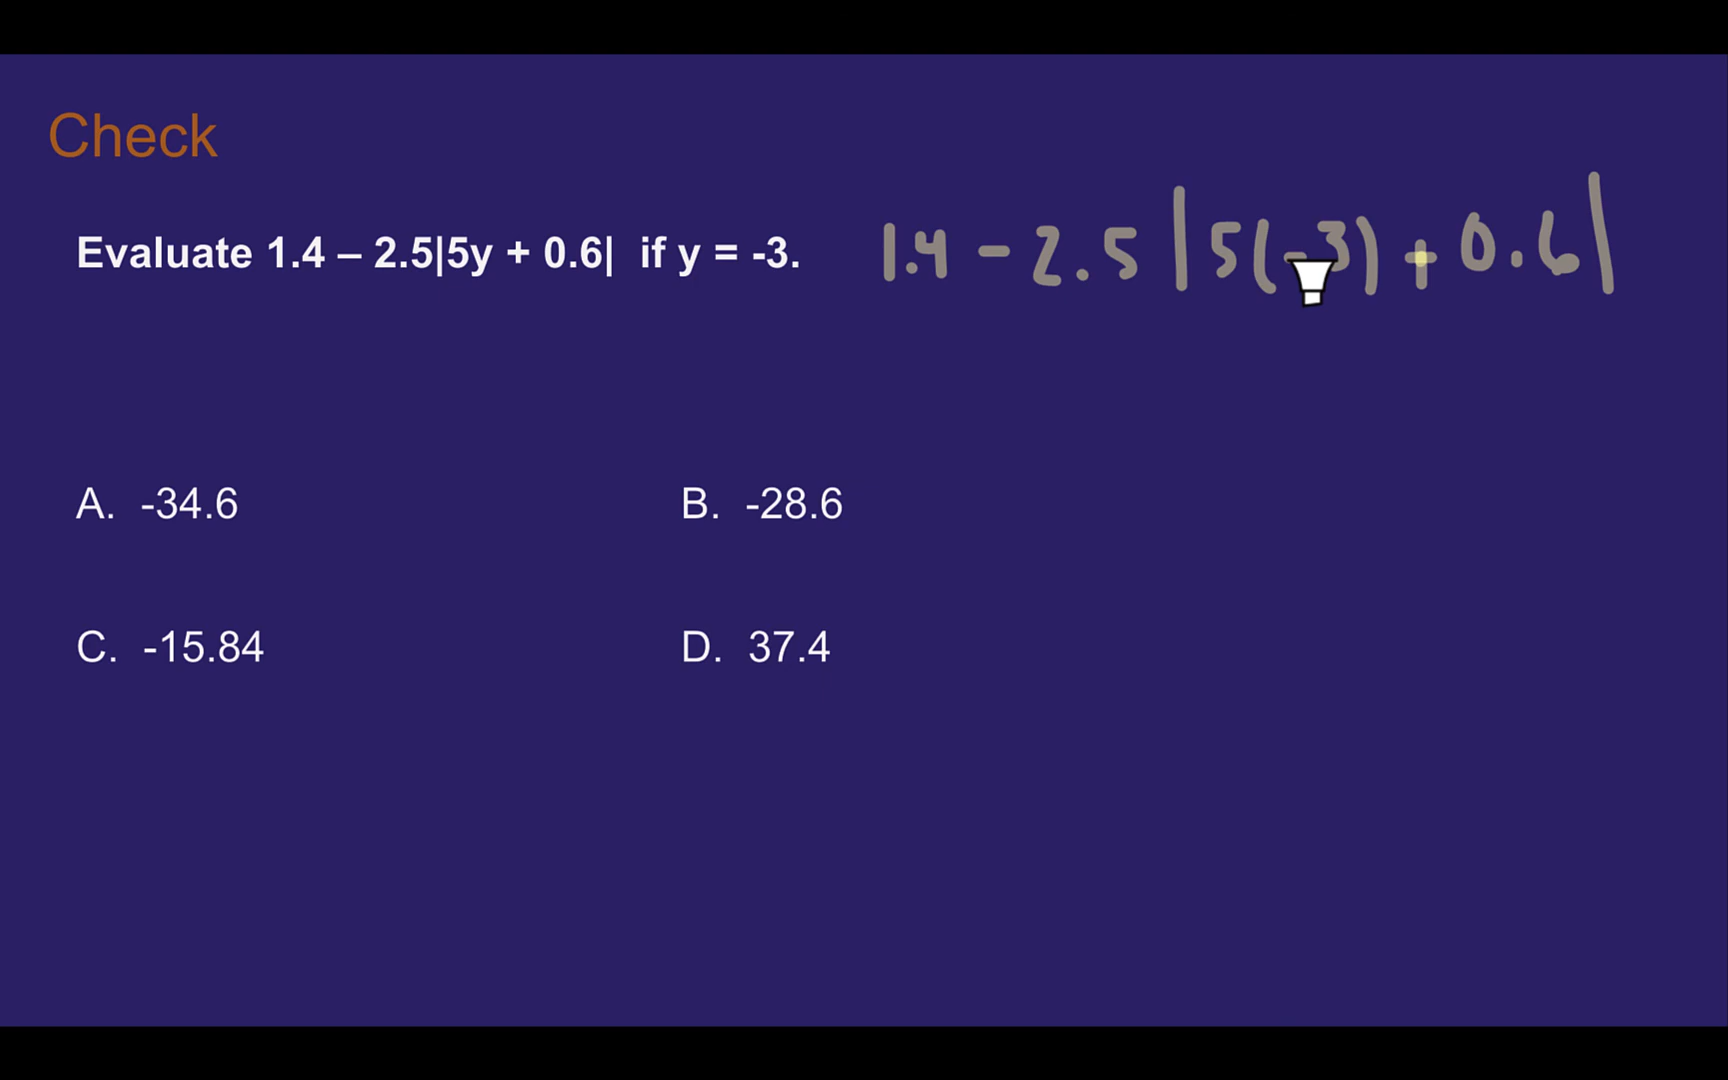 Check
Evaluate 1.4 – 2.5|5y + 0.6|  if y = -3.
1.4 - 2.5 |5(-3) + 0.6|
A.  -34.6
B.  -28.6
C.  -15.84
D.  37.4